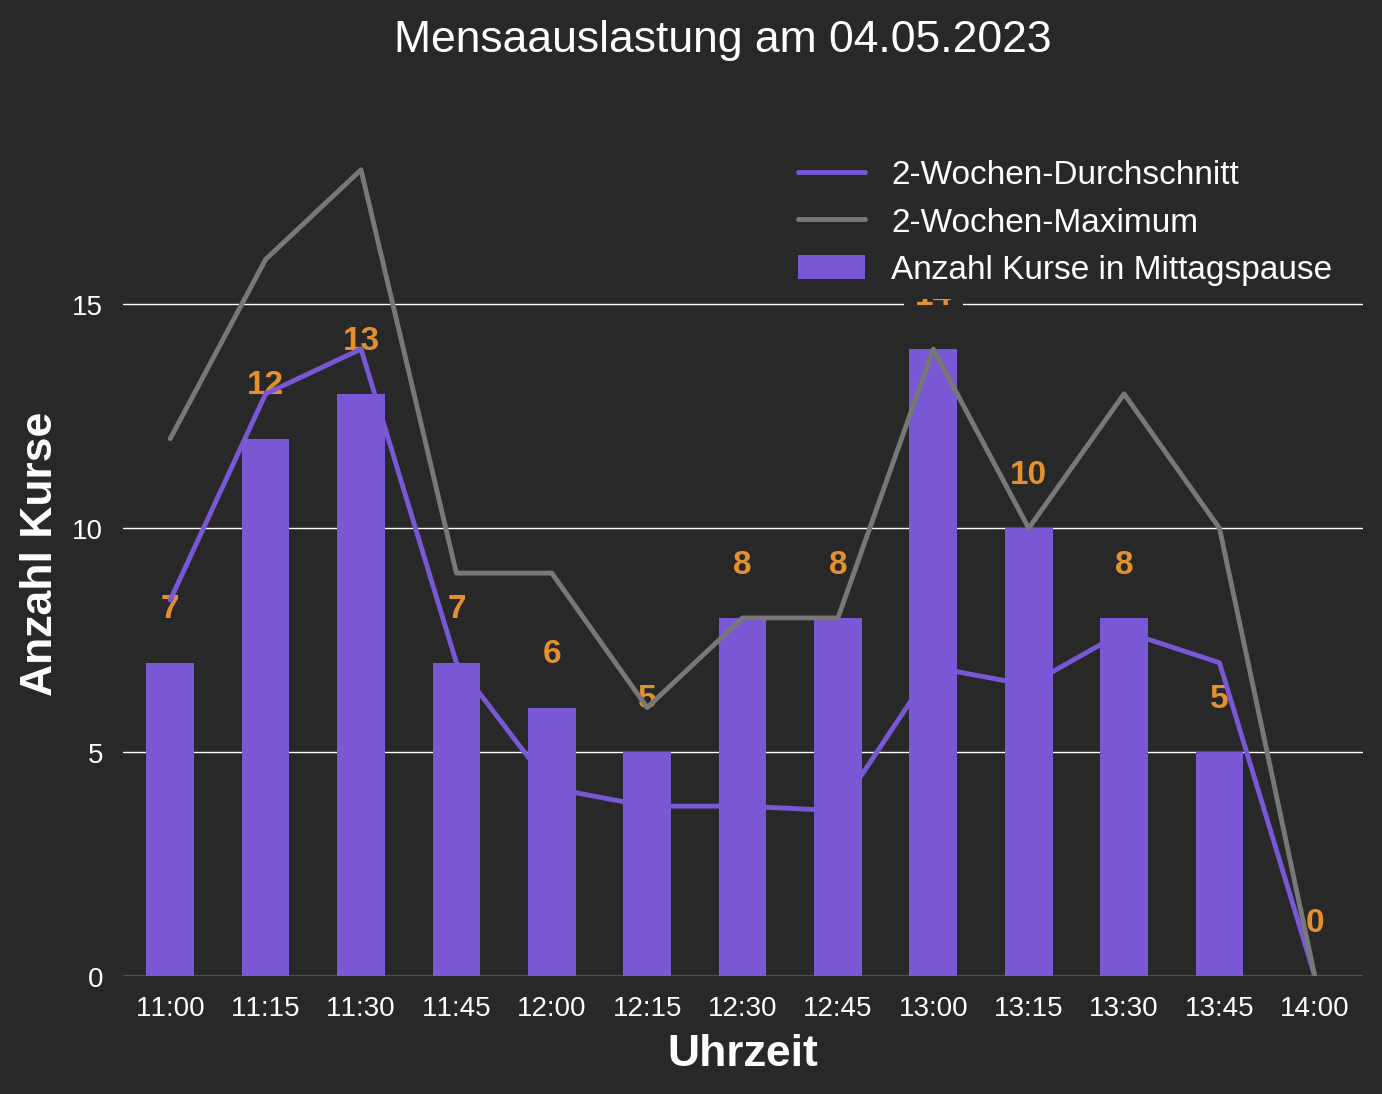 Mensaauslastung am 04.05.2023
2-Wochen-Durchschnitt
2-Wochen-Maximum
Anzahl Kurse in Mittagspause
Anzahl Kurse
15
10
5
0
7
12
13
7
6
5
8
8
14
10
8
5
0
11:00 11:15 11:30 11:45 12:00 12:15 12:30 12:45 13:00 13:15 13:30 13:45 14:00
Uhrzeit